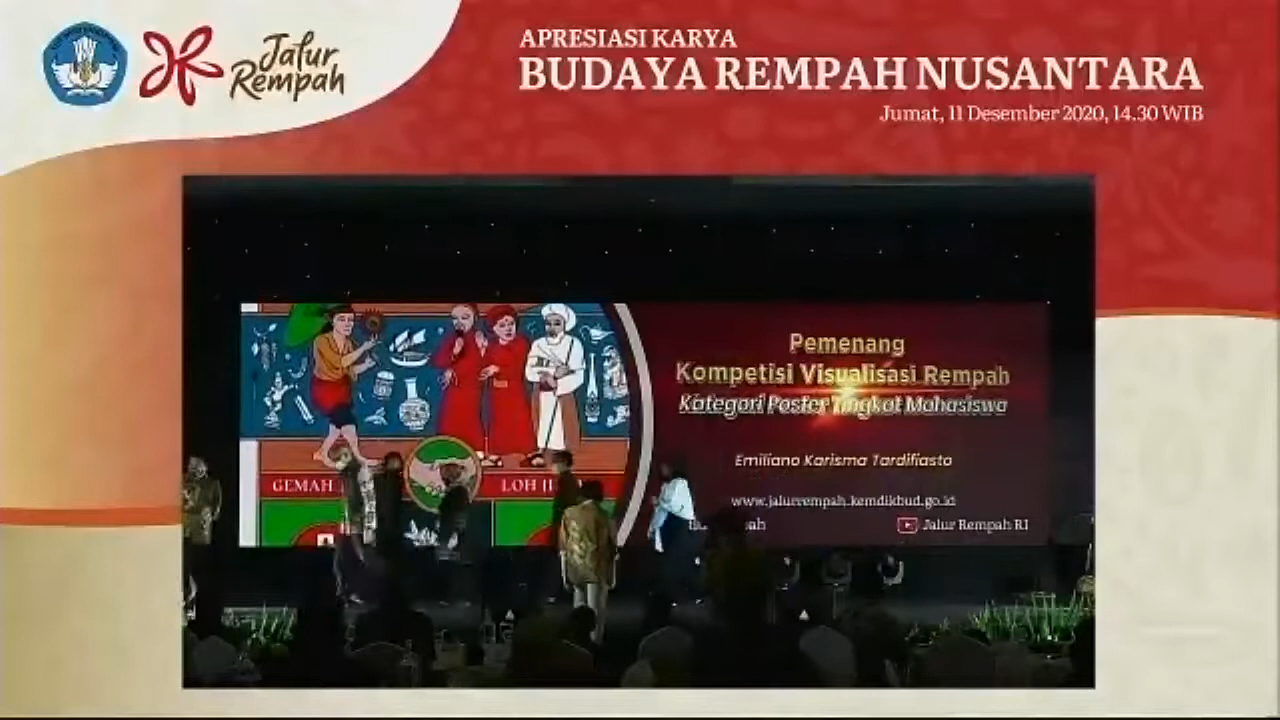 Jalur
Rempah
APRESIASI KARYA
BUDAYA REMPAH NUSANTARA
Jumat, 11 Desember 2020, 14.30 WIB
Pemenang
Kompetisi Visualisasi Rempah
Kategori Poster Tingkat Mahasiswa
Emiliano Karisma Tardifiasto
GEMAH
LOH
www.jalurrempah.kemdikbud.go.id
Jalur Rempah RI